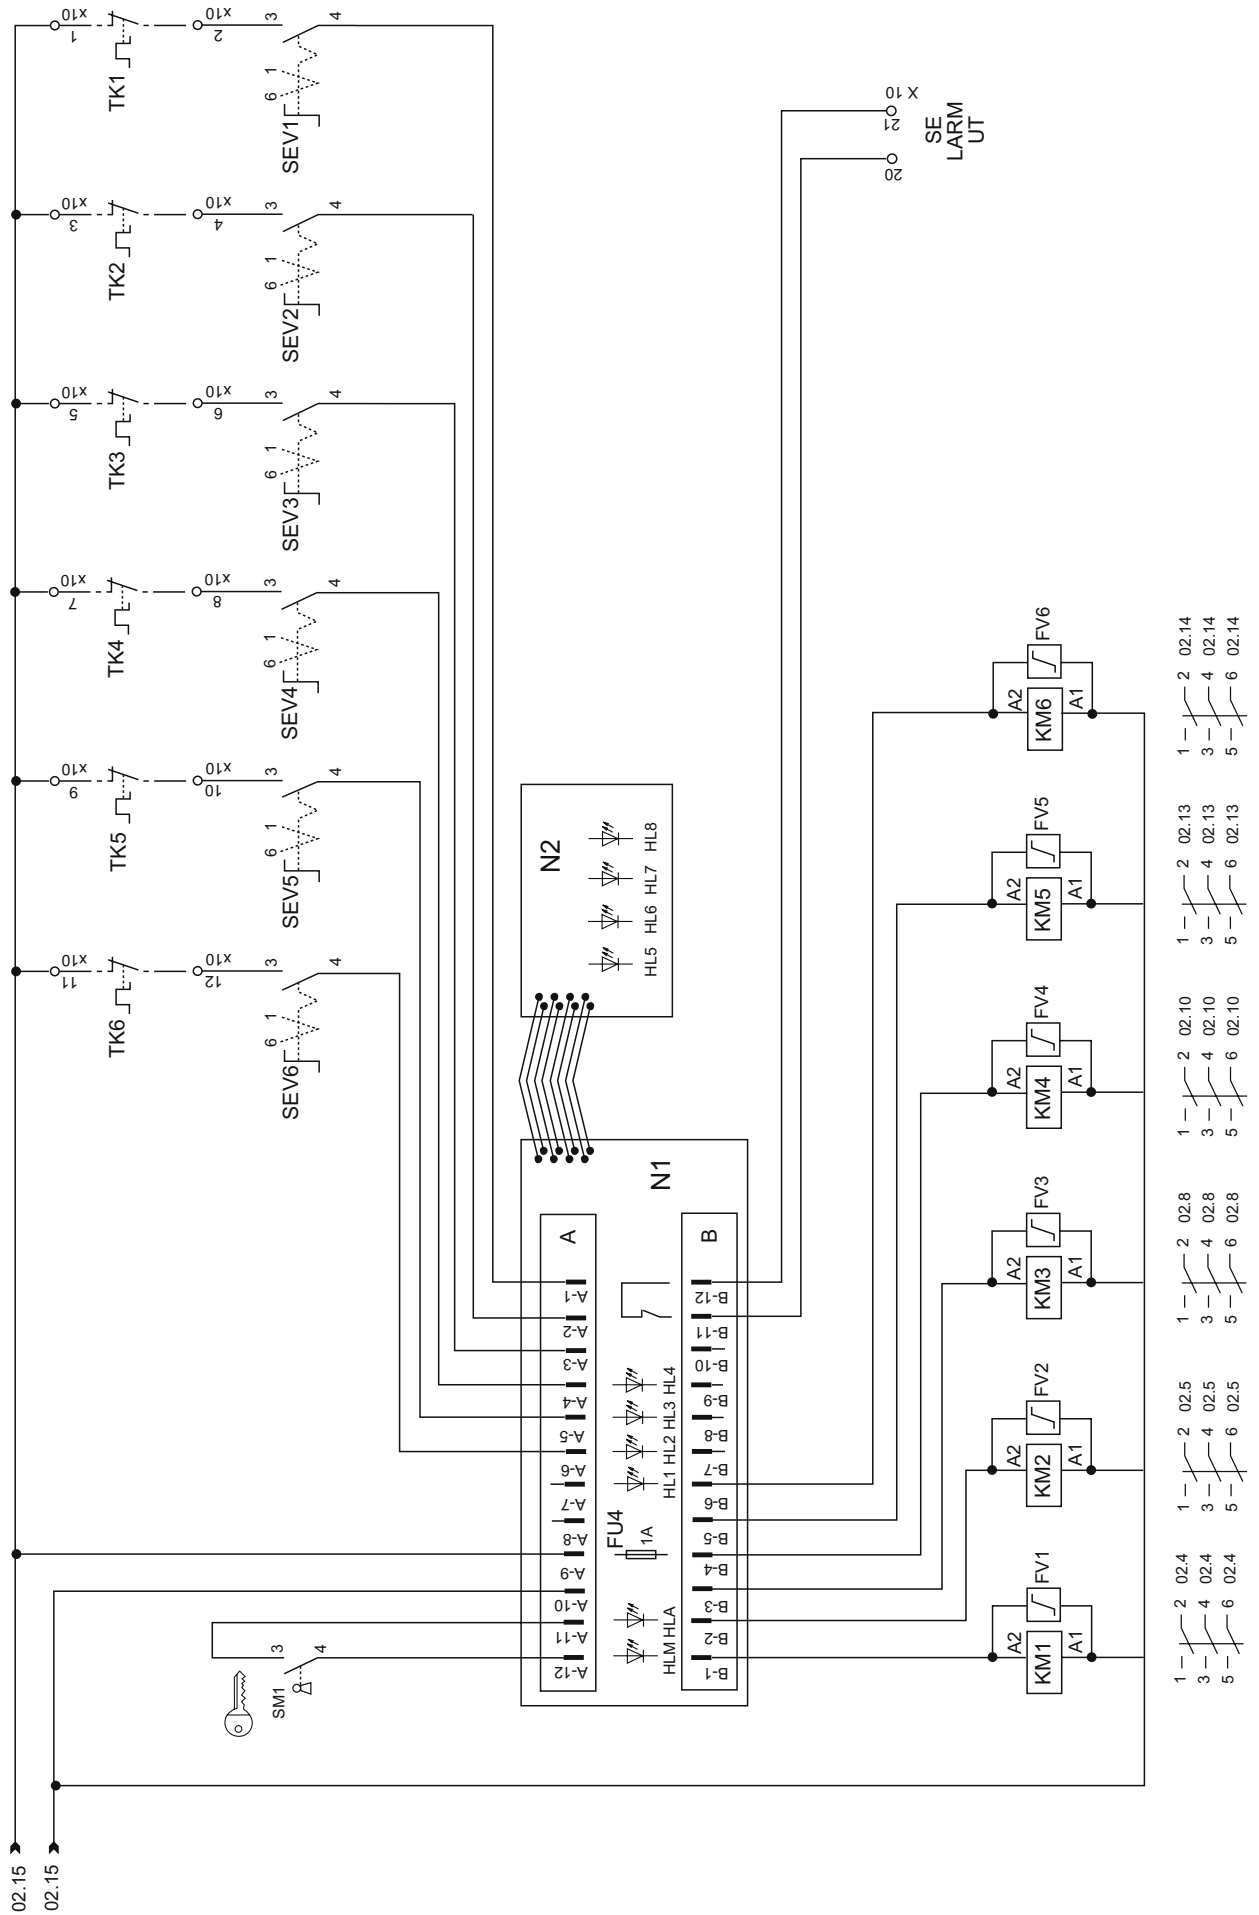 02.15
02.15
x10
1
TK1
x10
2
3
4
1
6
SEV1
x10
3
TK2
x10
4
3
4
1
6
SEV2
x10
5
TK3
x10
6
3
4
1
6
SEV3
x10
7
TK4
x10
8
3
4
1
6
SEV4
x10
9
TK5
x10
10
3
4
1
6
SEV5
x10
11
TK6
x10
12
3
4
1
6
SEV6
SM1
3
4
X 10
21
20
SE
LARM
UT
N2
HL5
HL6
HL7
HL8
N1
A
A-1
A-2
A-3
A-4
A-5
A-6
A-7
A-8
A-9
A-10
A-11
A-12
HLM
HLA
FU4
1A
HL1
HL2
HL3
HL4
B
B-12
B-11
B-10
B-9
B-8
B-7
B-6
B-5
B-4
B-3
B-2
B-1
A2
KM1
A1
FV1
A2
KM2
A1
FV2
A2
KM3
A1
FV3
A2
KM4
A1
FV4
A2
KM5
A1
FV5
A2
KM6
A1
FV6
1 2 02.4
3 4 02.4
5 6 02.4
1 2 02.5
3 4 02.5
5 6 02.5
1 2 02.8
3 4 02.8
5 6 02.8
1 2 02.10
3 4 02.10
5 6 02.10
1 2 02.13
3 4 02.13
5 6 02.13
1 2 02.14
3 4 02.14
5 6 02.14